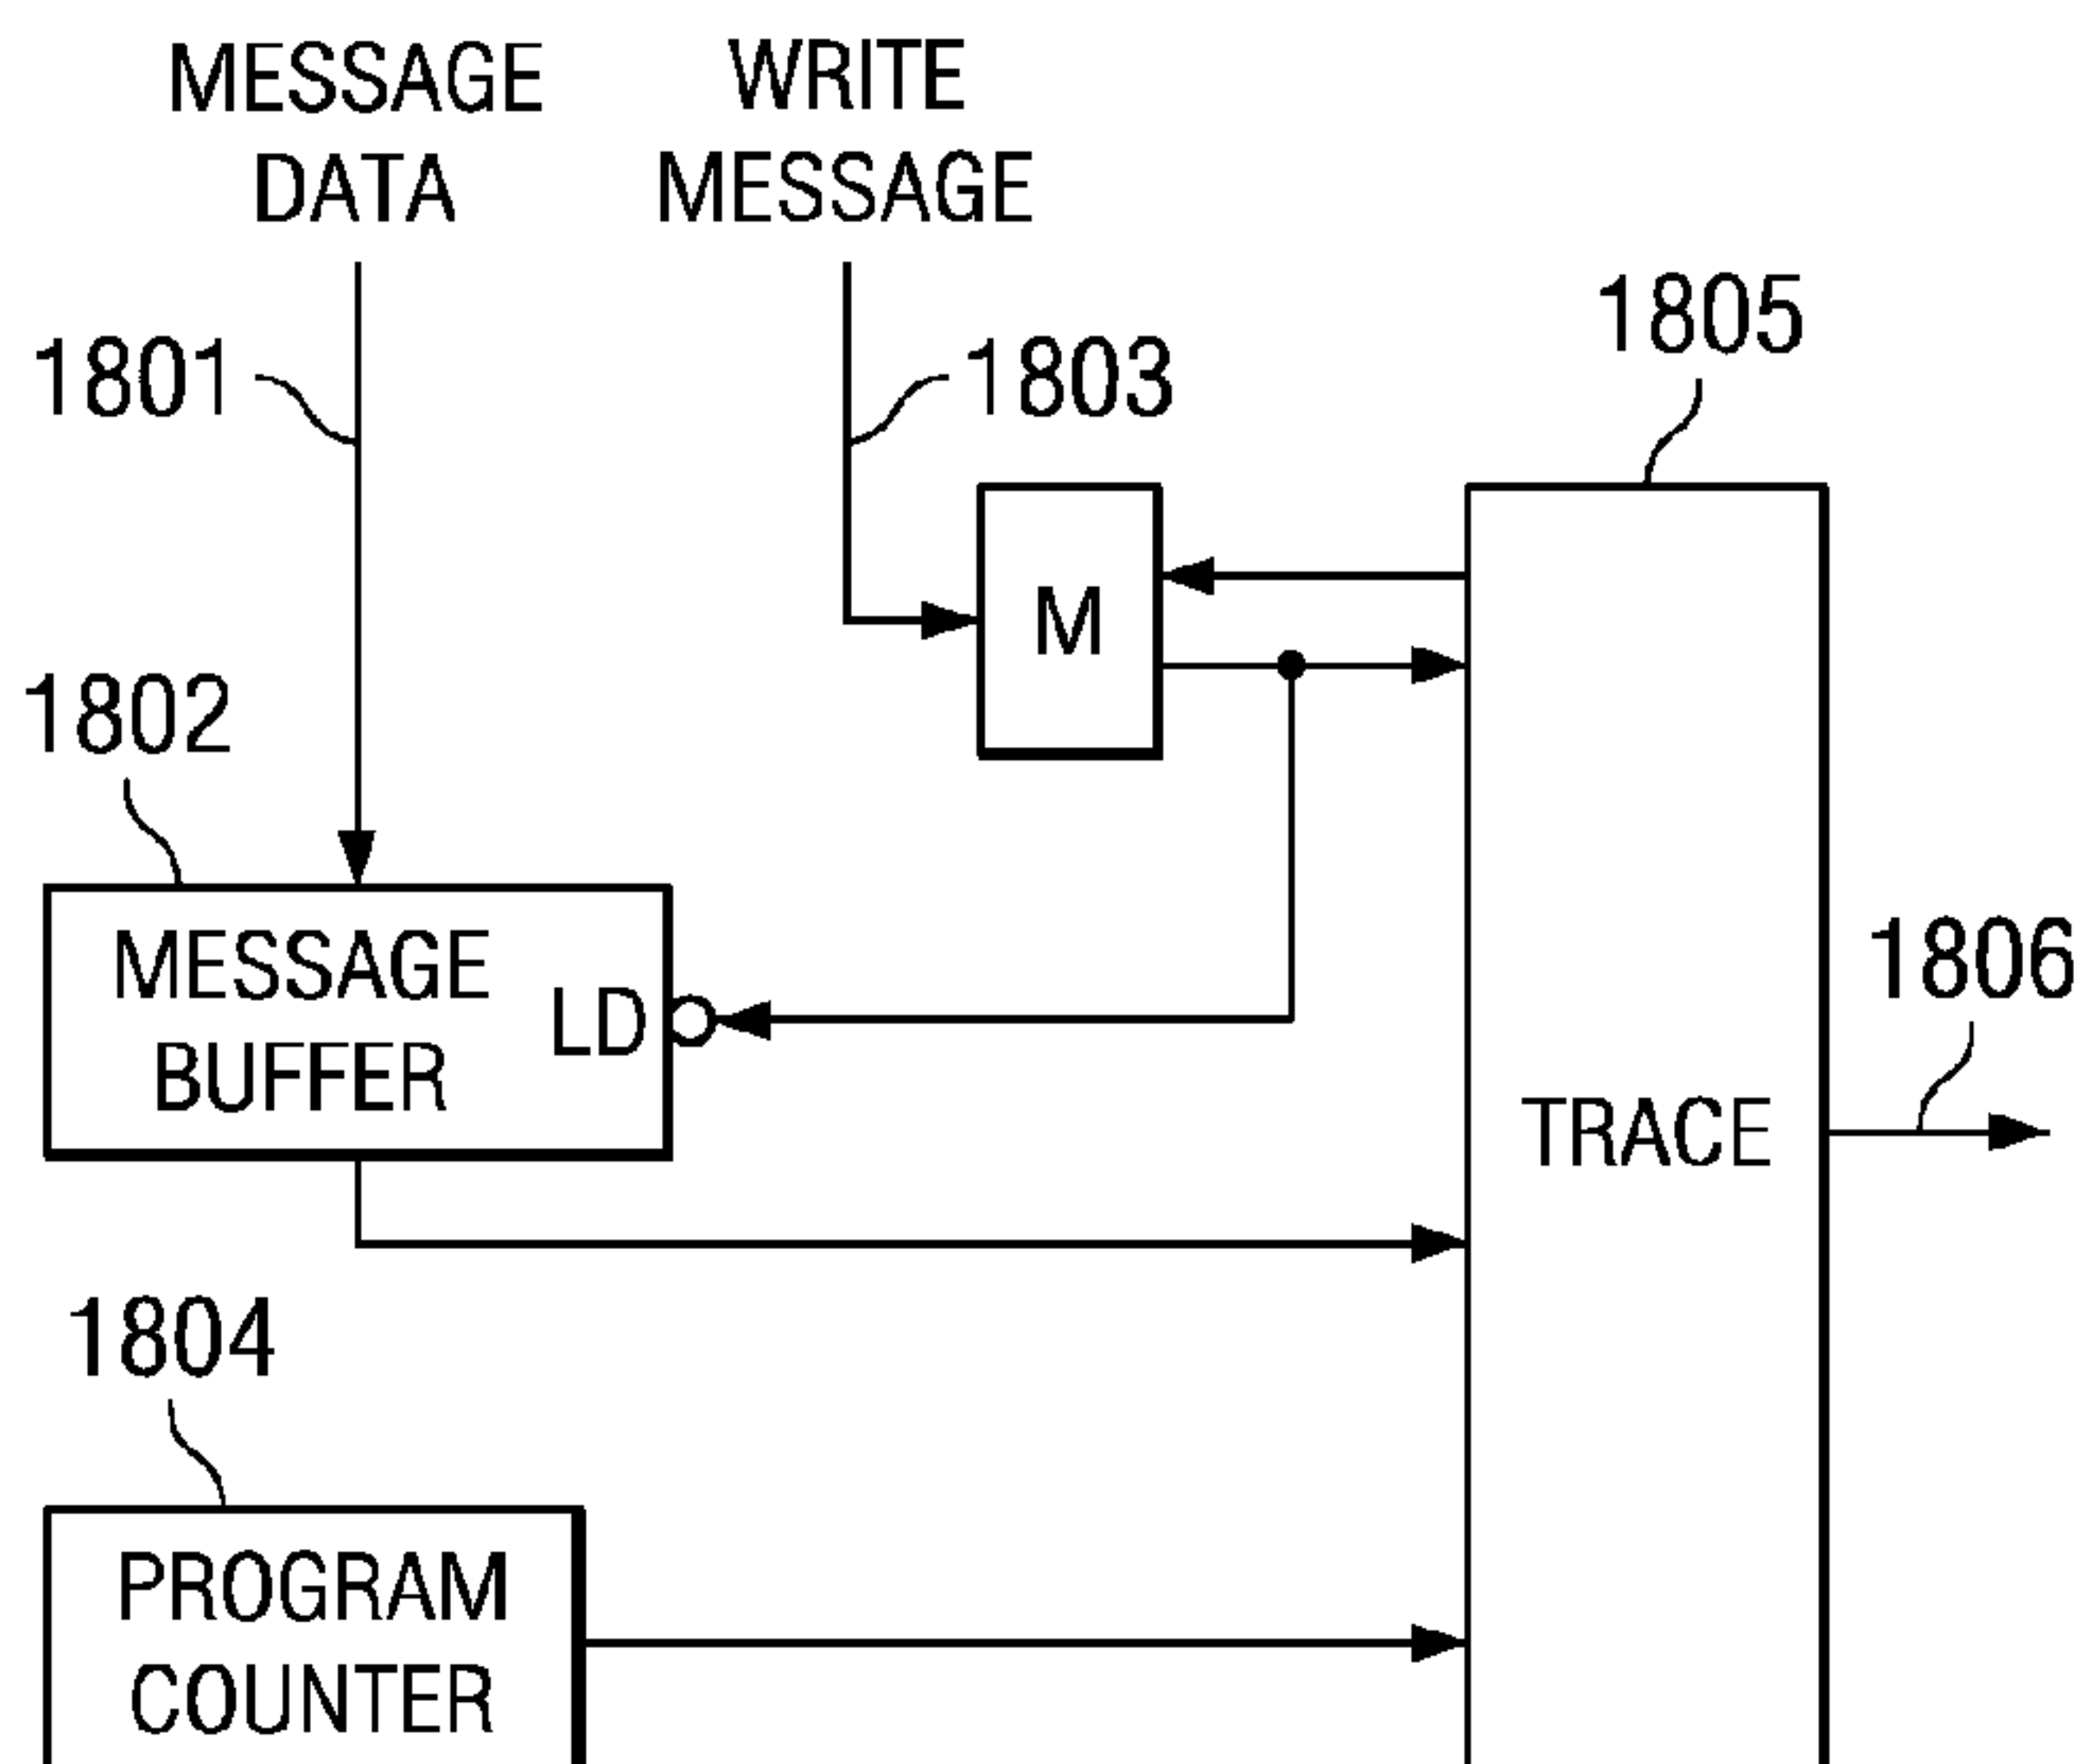 MESSAGE
DATA
WRITE
MESSAGE
1801
1803
1805
M
1802
MESSAGE
BUFFER
LD
1806
TRACE
1804
PROGRAM
COUNTER